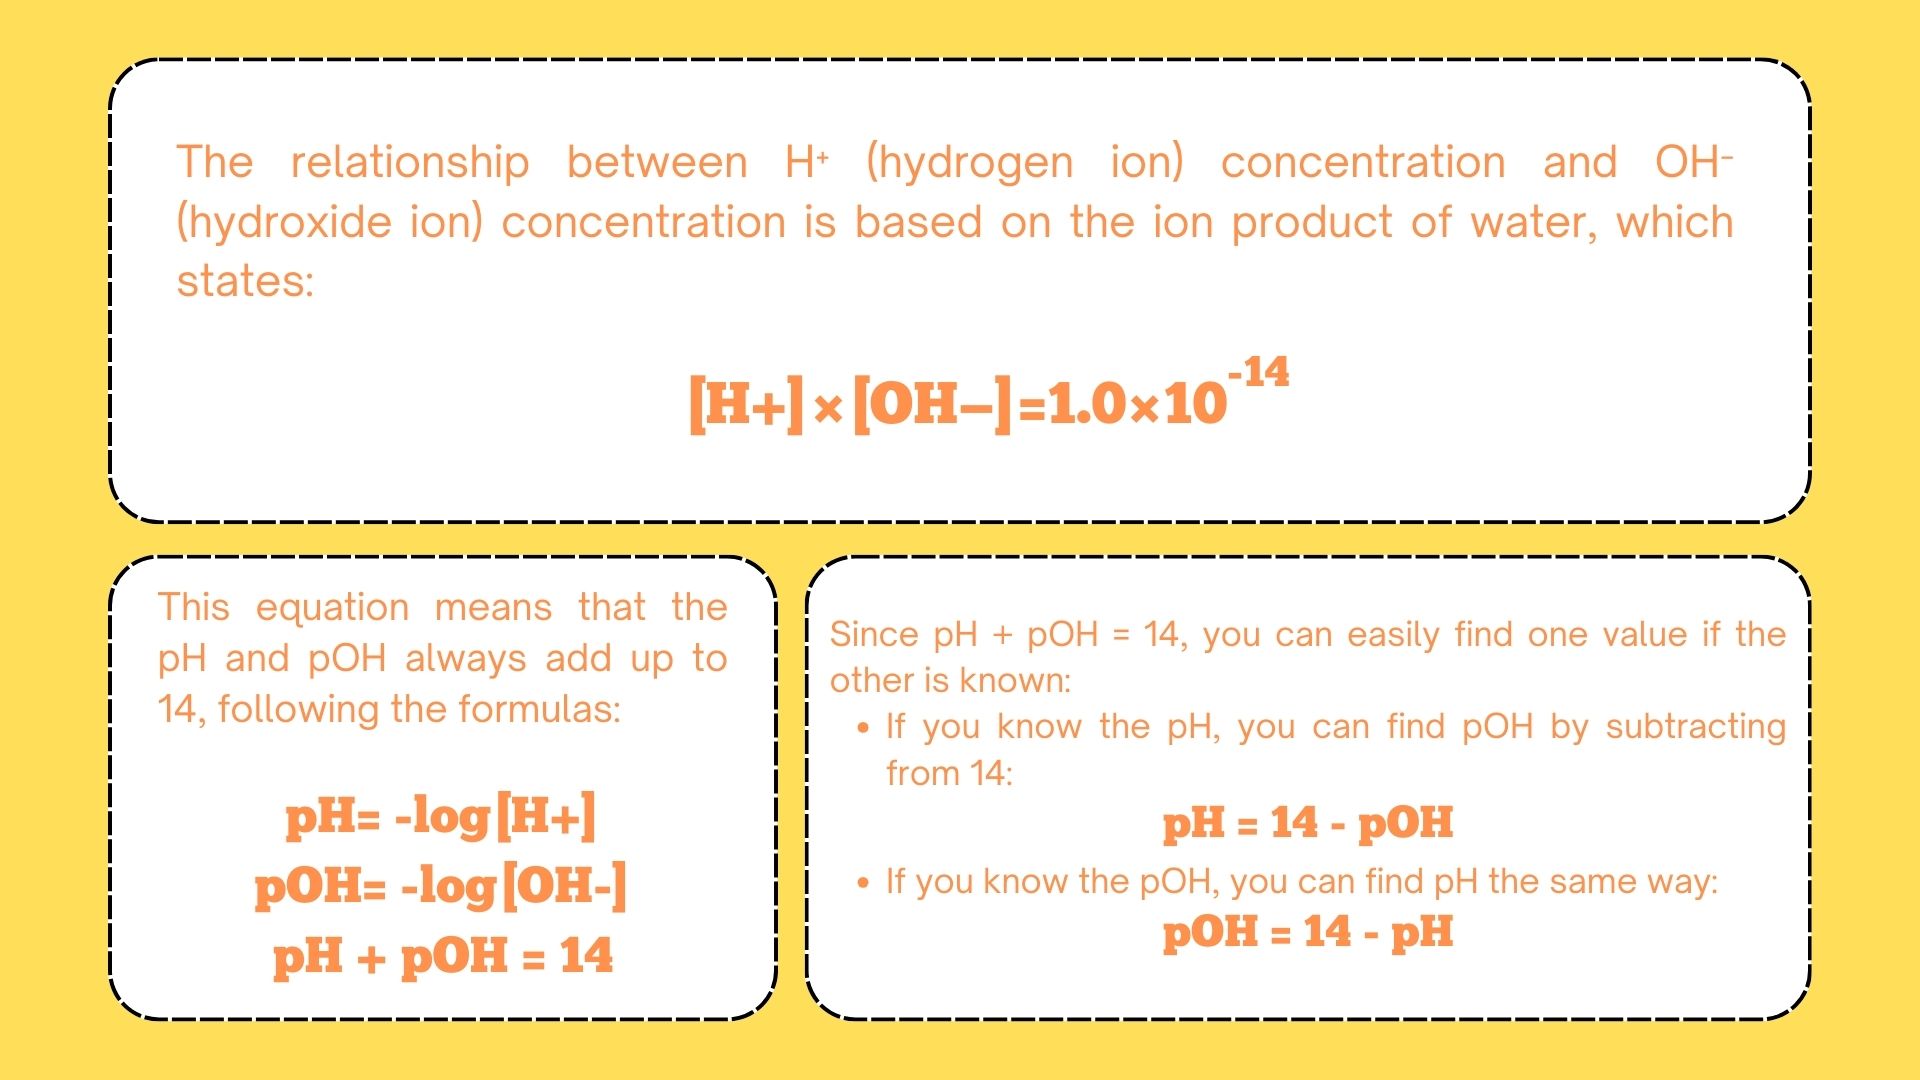 The relationship between H⁺ (hydrogen ion) concentration and OH⁻
(hydroxide ion) concentration is based on the ion product of water, which
states:
[H+]×[OH−]=1.0×10⁻¹⁴
This equation means that the
pH and pOH always add up to
14, following the formulas:
pH= -log[H+]
pOH= -log[OH-]
pH + pOH = 14
Since pH + pOH = 14, you can easily find one value if the
other is known:
• If you know the pH, you can find pOH by subtracting
from 14:
pH = 14 - pOH
• If you know the pOH, you can find pH the same way:
pOH = 14 - pH